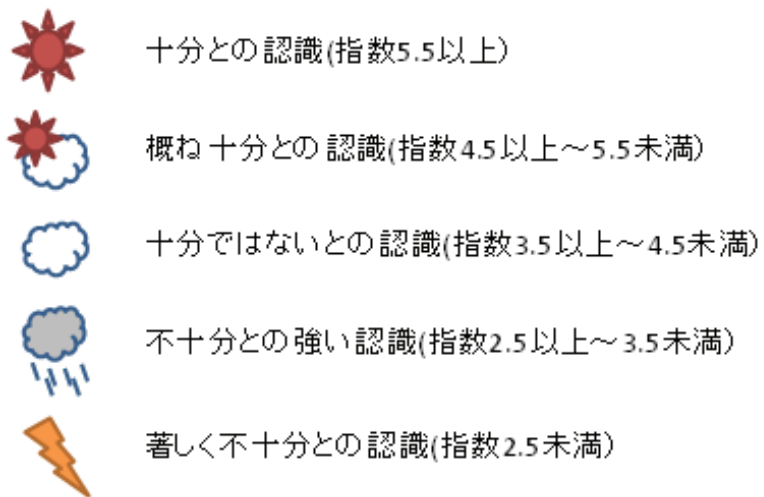 十分との認識(指数5.5以上)
概ね十分との認識(指数4.5以上～5.5未満)
十分ではないとの認識(指数3.5以上～4.5未満)
不十分との強い認識(指数2.5以上～3.5未満)
著しく不十分との認識(指数2.5未満)